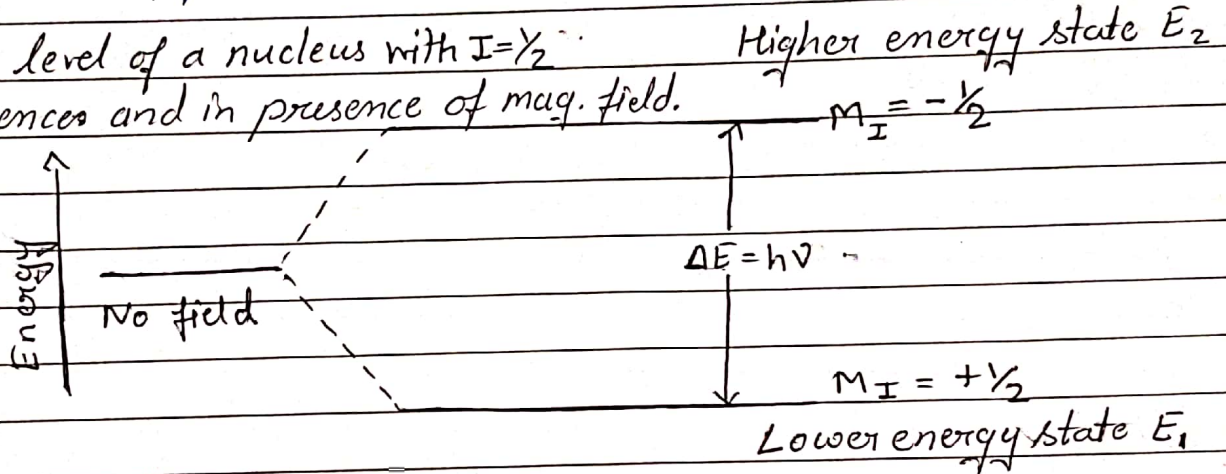 level of a nucleus with I=½ Higher energy state E₂
ences and in presence of mag. field. M_I = -½
Energy
No field
ΔE = hν
M_I = +½
Lower energy state E₁